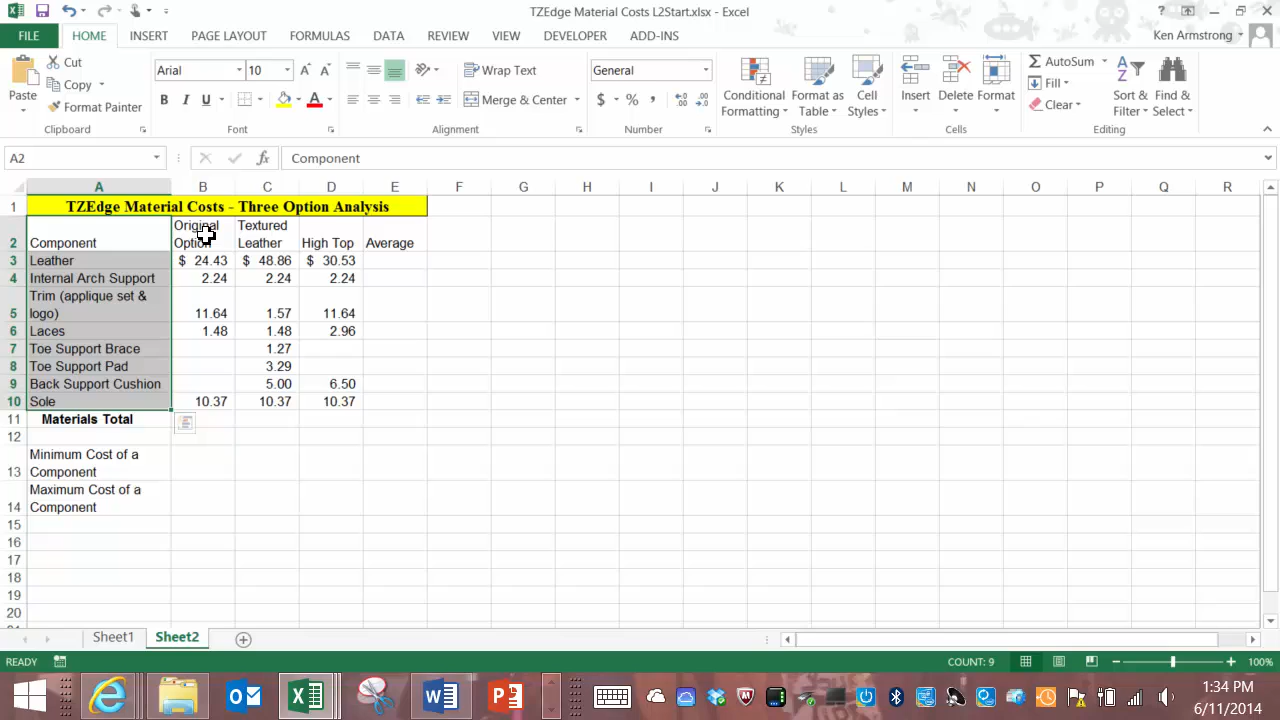 TZEdge Material Costs L2Start.xlsx - Excel
?
FILE HOME INSERT PAGE LAYOUT FORMULAS DATA REVIEW VIEW DEVELOPER ADD-INS Ken Armstrong
Paste
Cut
Copy
Format Painter
Clipboard
Arial 10
B I U
Font
Wrap Text
Merge & Center
Alignment
General
$ % ,
Number
Conditional
Formatting
Format as
Table
Cell
Styles
Styles
Insert Delete Format
Cells
AutoSum
Fill
Clear
Sort &
Filter
Find &
Select
Editing
A2 fx Component
A B C D E F G H I J K L M N O P Q R
1 TZEdge Material Costs - Three Option Analysis
Original Textured
2 Component Option Leather High Top Average
3 Leather $ 24.43 $ 48.86 $ 30.53
4 Internal Arch Support 2.24 2.24 2.24
Trim (applique set &
5 logo) 11.64 1.57 11.64
6 Laces 1.48 1.48 2.96
7 Toe Support Brace 1.27
8 Toe Support Pad 3.29
9 Back Support Cushion 5.00 6.50
10 Sole 10.37 10.37 10.37
11 Materials Total
12
Minimum Cost of a
13 Component
Maximum Cost of a
14 Component
15
16
17
18
19
20
Sheet1 Sheet2
READY COUNT: 9 100%
1:34 PM
6/11/2014